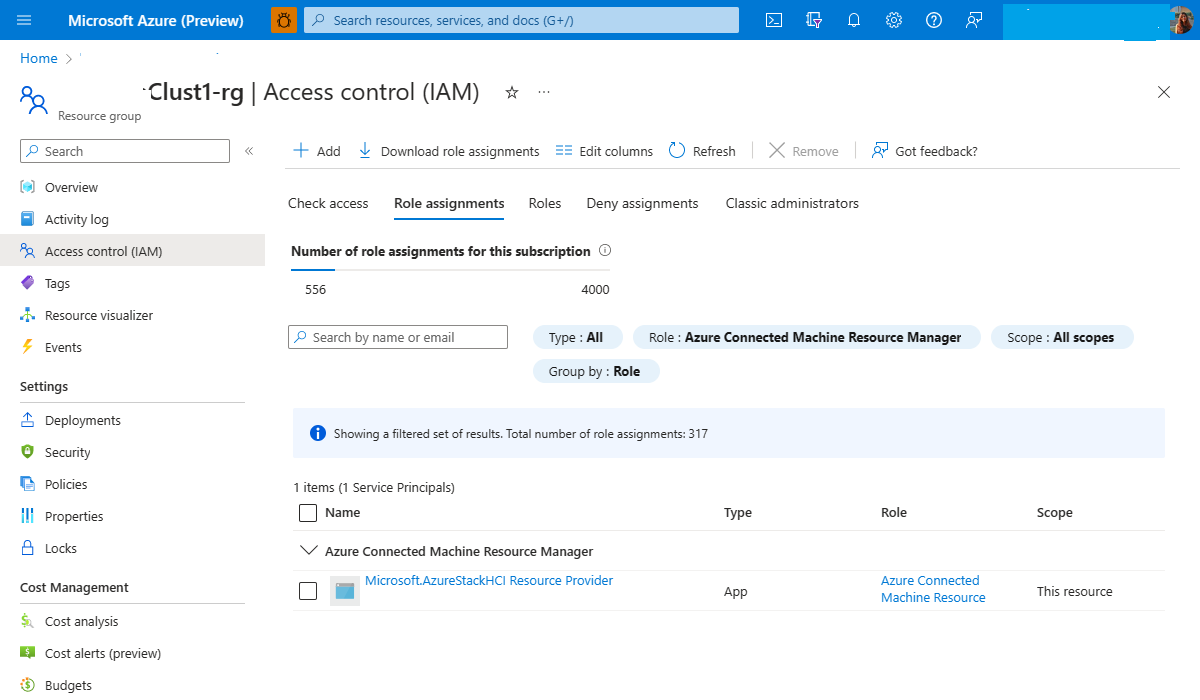 Microsoft Azure (Preview)
Search resources, services, and docs (G+/)
Home
Clust1-rg | Access control (IAM)
Resource group
Search
Overview
Activity log
Access control (IAM)
Tags
Resource visualizer
Events
Settings
Deployments
Security
Policies
Properties
Locks
Cost Management
Cost analysis
Cost alerts (preview)
Budgets
Add
Download role assignments
Edit columns
Refresh
Remove
Got feedback?
Check access
Role assignments
Roles
Deny assignments
Classic administrators
Number of role assignments for this subscription
556
4000
Search by name or email
Type : All
Role : Azure Connected Machine Resource Manager
Scope : All scopes
Group by : Role
Showing a filtered set of results. Total number of role assignments: 317
1 items (1 Service Principals)
Name
Type
Role
Scope
Azure Connected Machine Resource Manager
Microsoft.AzureStackHCI Resource Provider
App
Azure Connected
Machine Resource
This resource